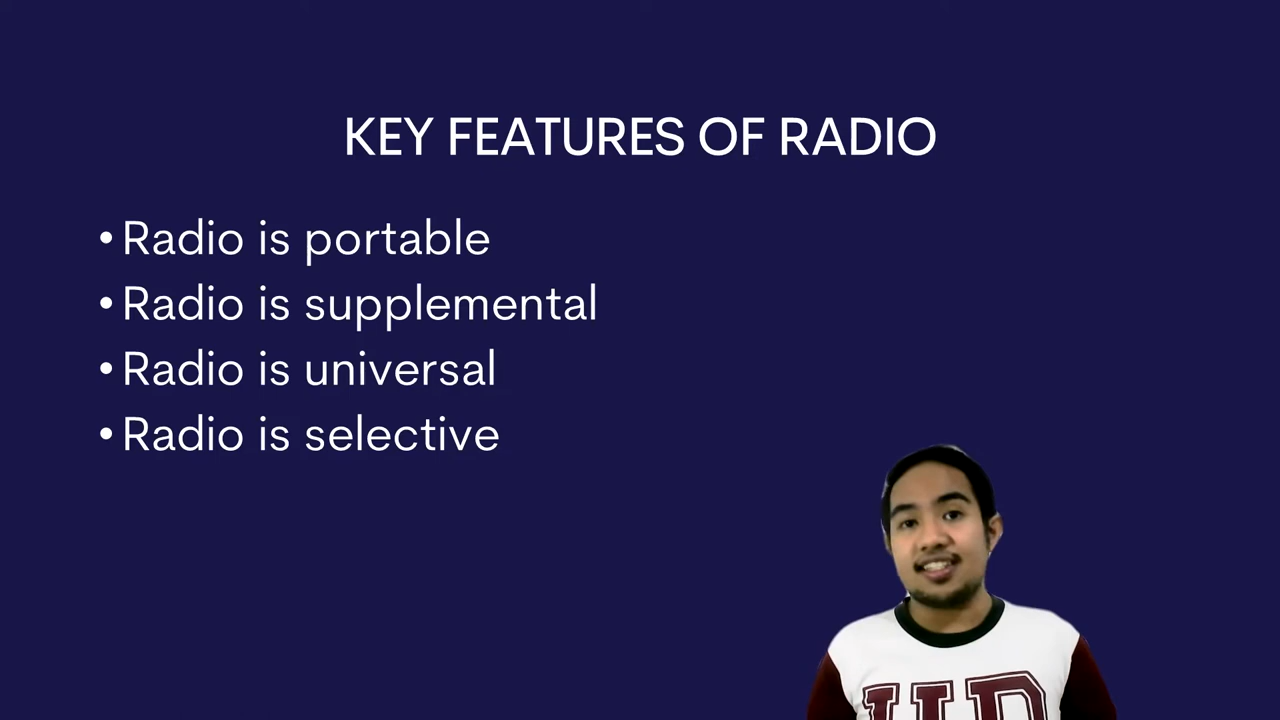 KEY FEATURES OF RADIO
• Radio is portable
• Radio is supplemental
• Radio is universal
• Radio is selective